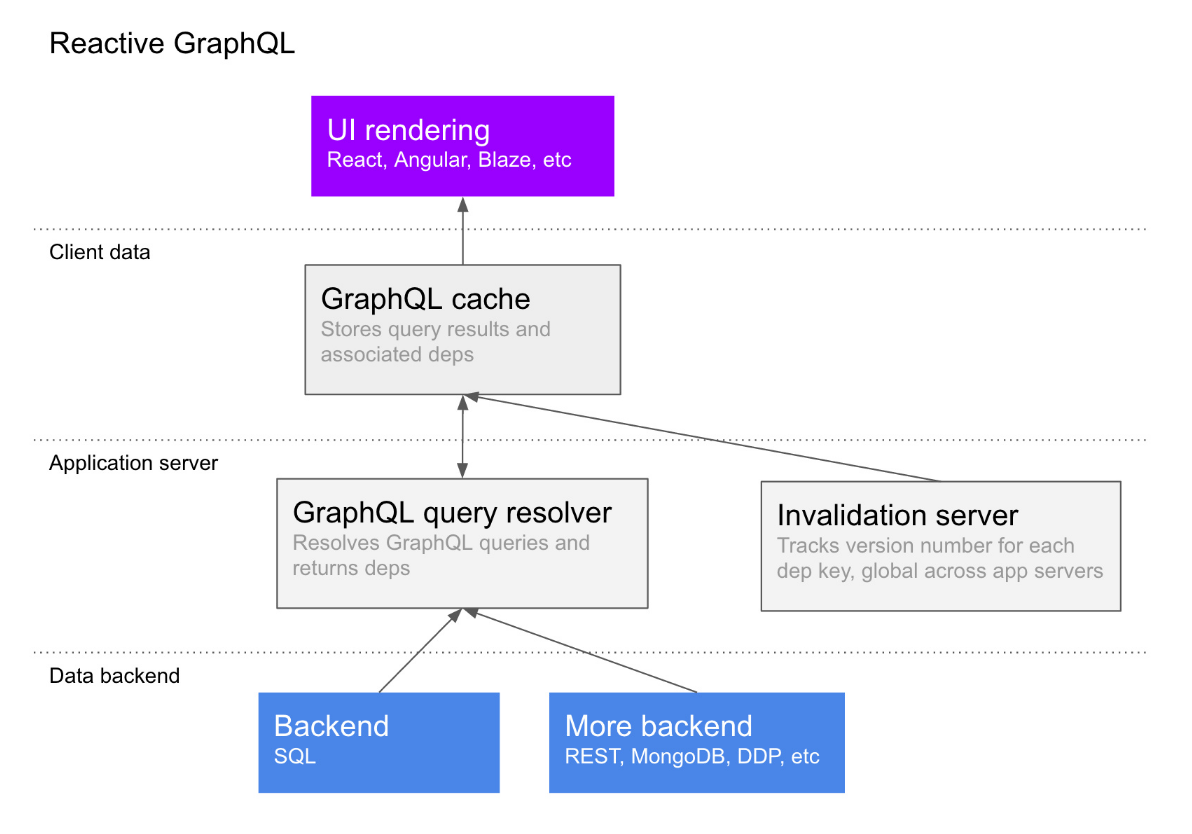 Reactive GraphQL
UI rendering
React, Angular, Blaze, etc
Client data
GraphQL cache
Stores query results and
associated deps
Application server
GraphQL query resolver
Resolves GraphQL queries and
returns deps
Invalidation server
Tracks version number for each
dep key, global across app servers
Data backend
Backend
SQL
More backend
REST, MongoDB, DDP, etc